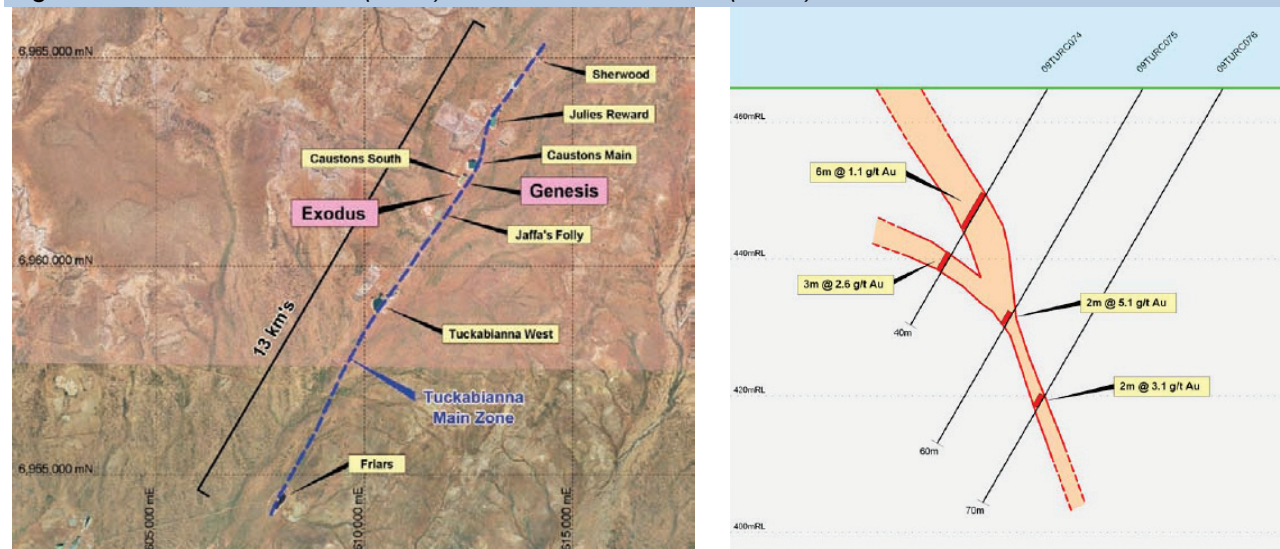 6,965,000 mN
Sherwood
Julies Reward
Caustons South
Caustons Main
Genesis
Exodus
Jaffa's Folly
6,960,000 mN
13 km's
Tuckabianna West
Tuckabianna
Main Zone
Friars
6,955,000 mN
605,000 mE
610,000 mE
615,000 mE
09TURC074
09TURC075
09TURC076
460mRL
6m @ 1.1 g/t Au
440mRL
3m @ 2.6 g/t Au
2m @ 5.1 g/t Au
40m
2m @ 3.1 g/t Au
420mRL
60m
70m
400mRL